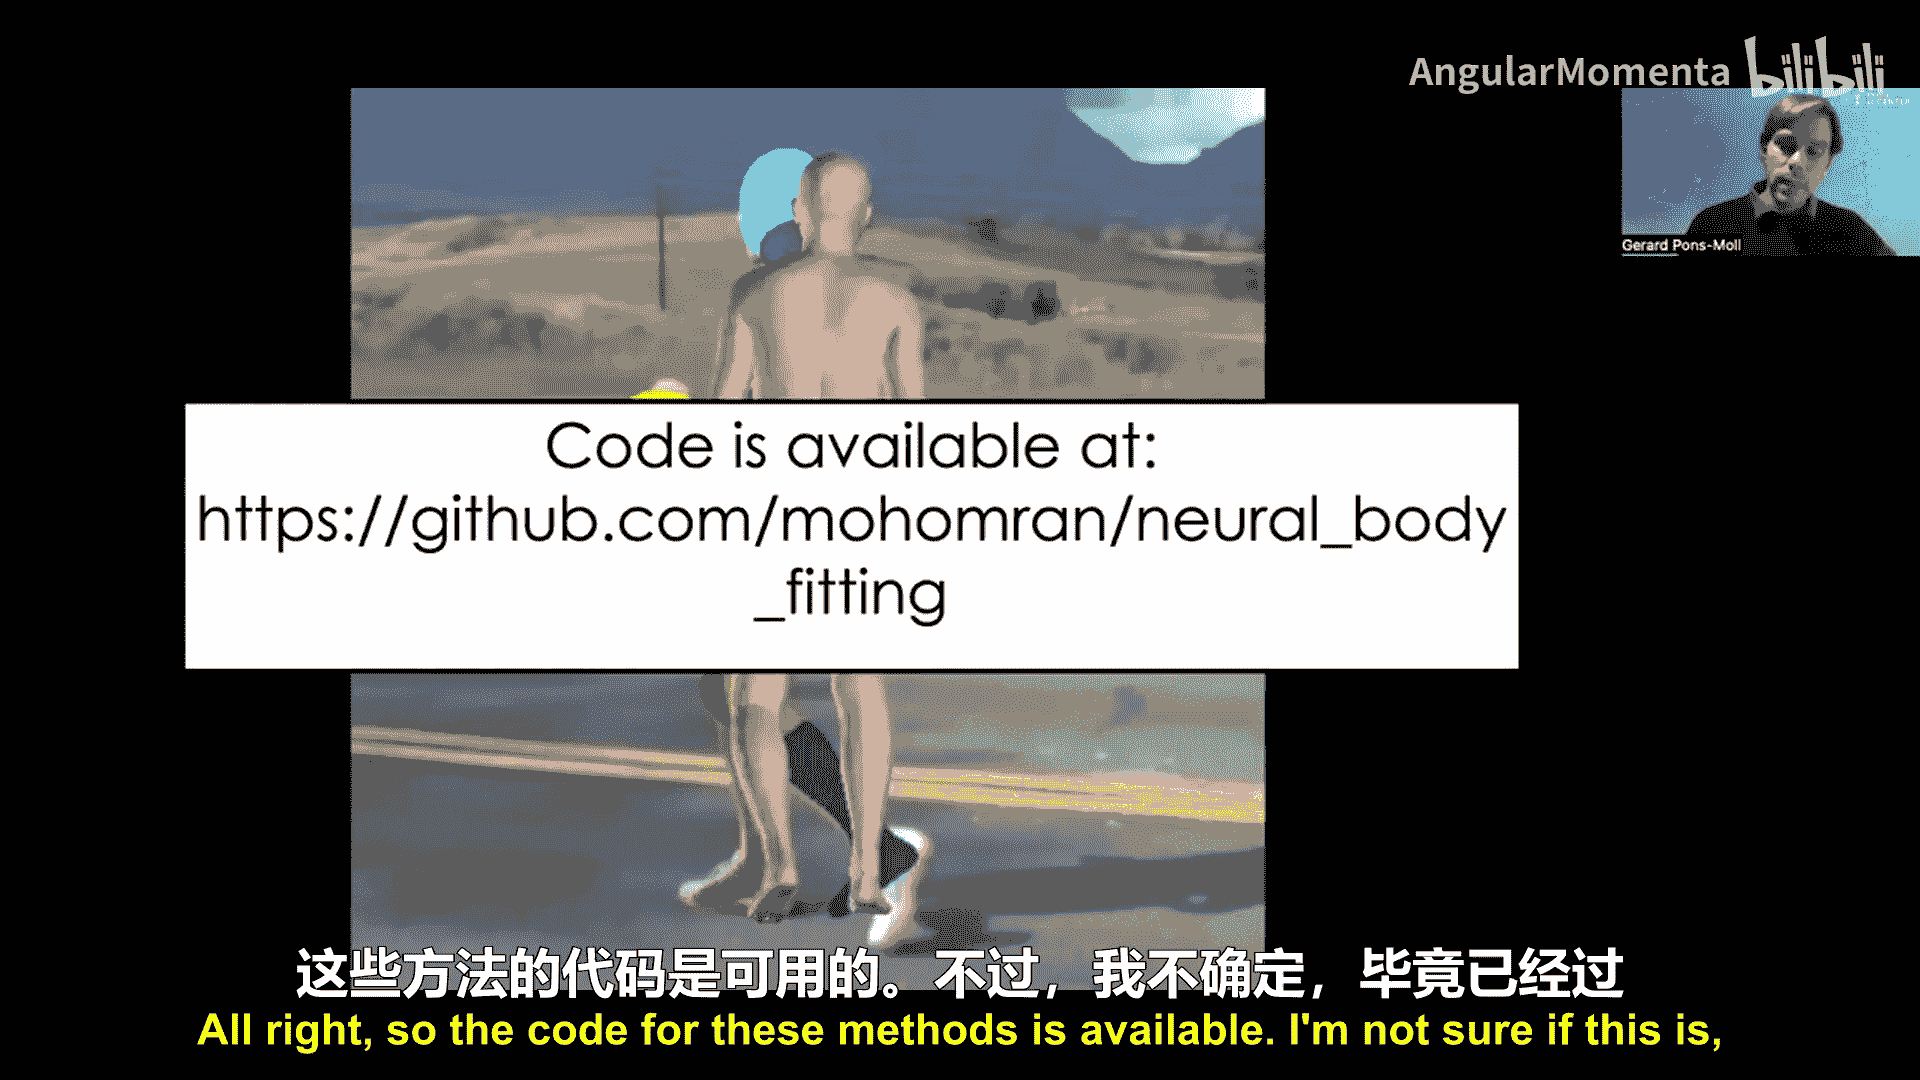 AngularMomenta bilibili
Gerard Pons-Moll
Code is available at:
https://github.com/mohomran/neural_body
_fitting
这些方法的代码是可用的。不过，我不确定，毕竟已经过
All right, so the code for these methods is available. I'm not sure if this is,